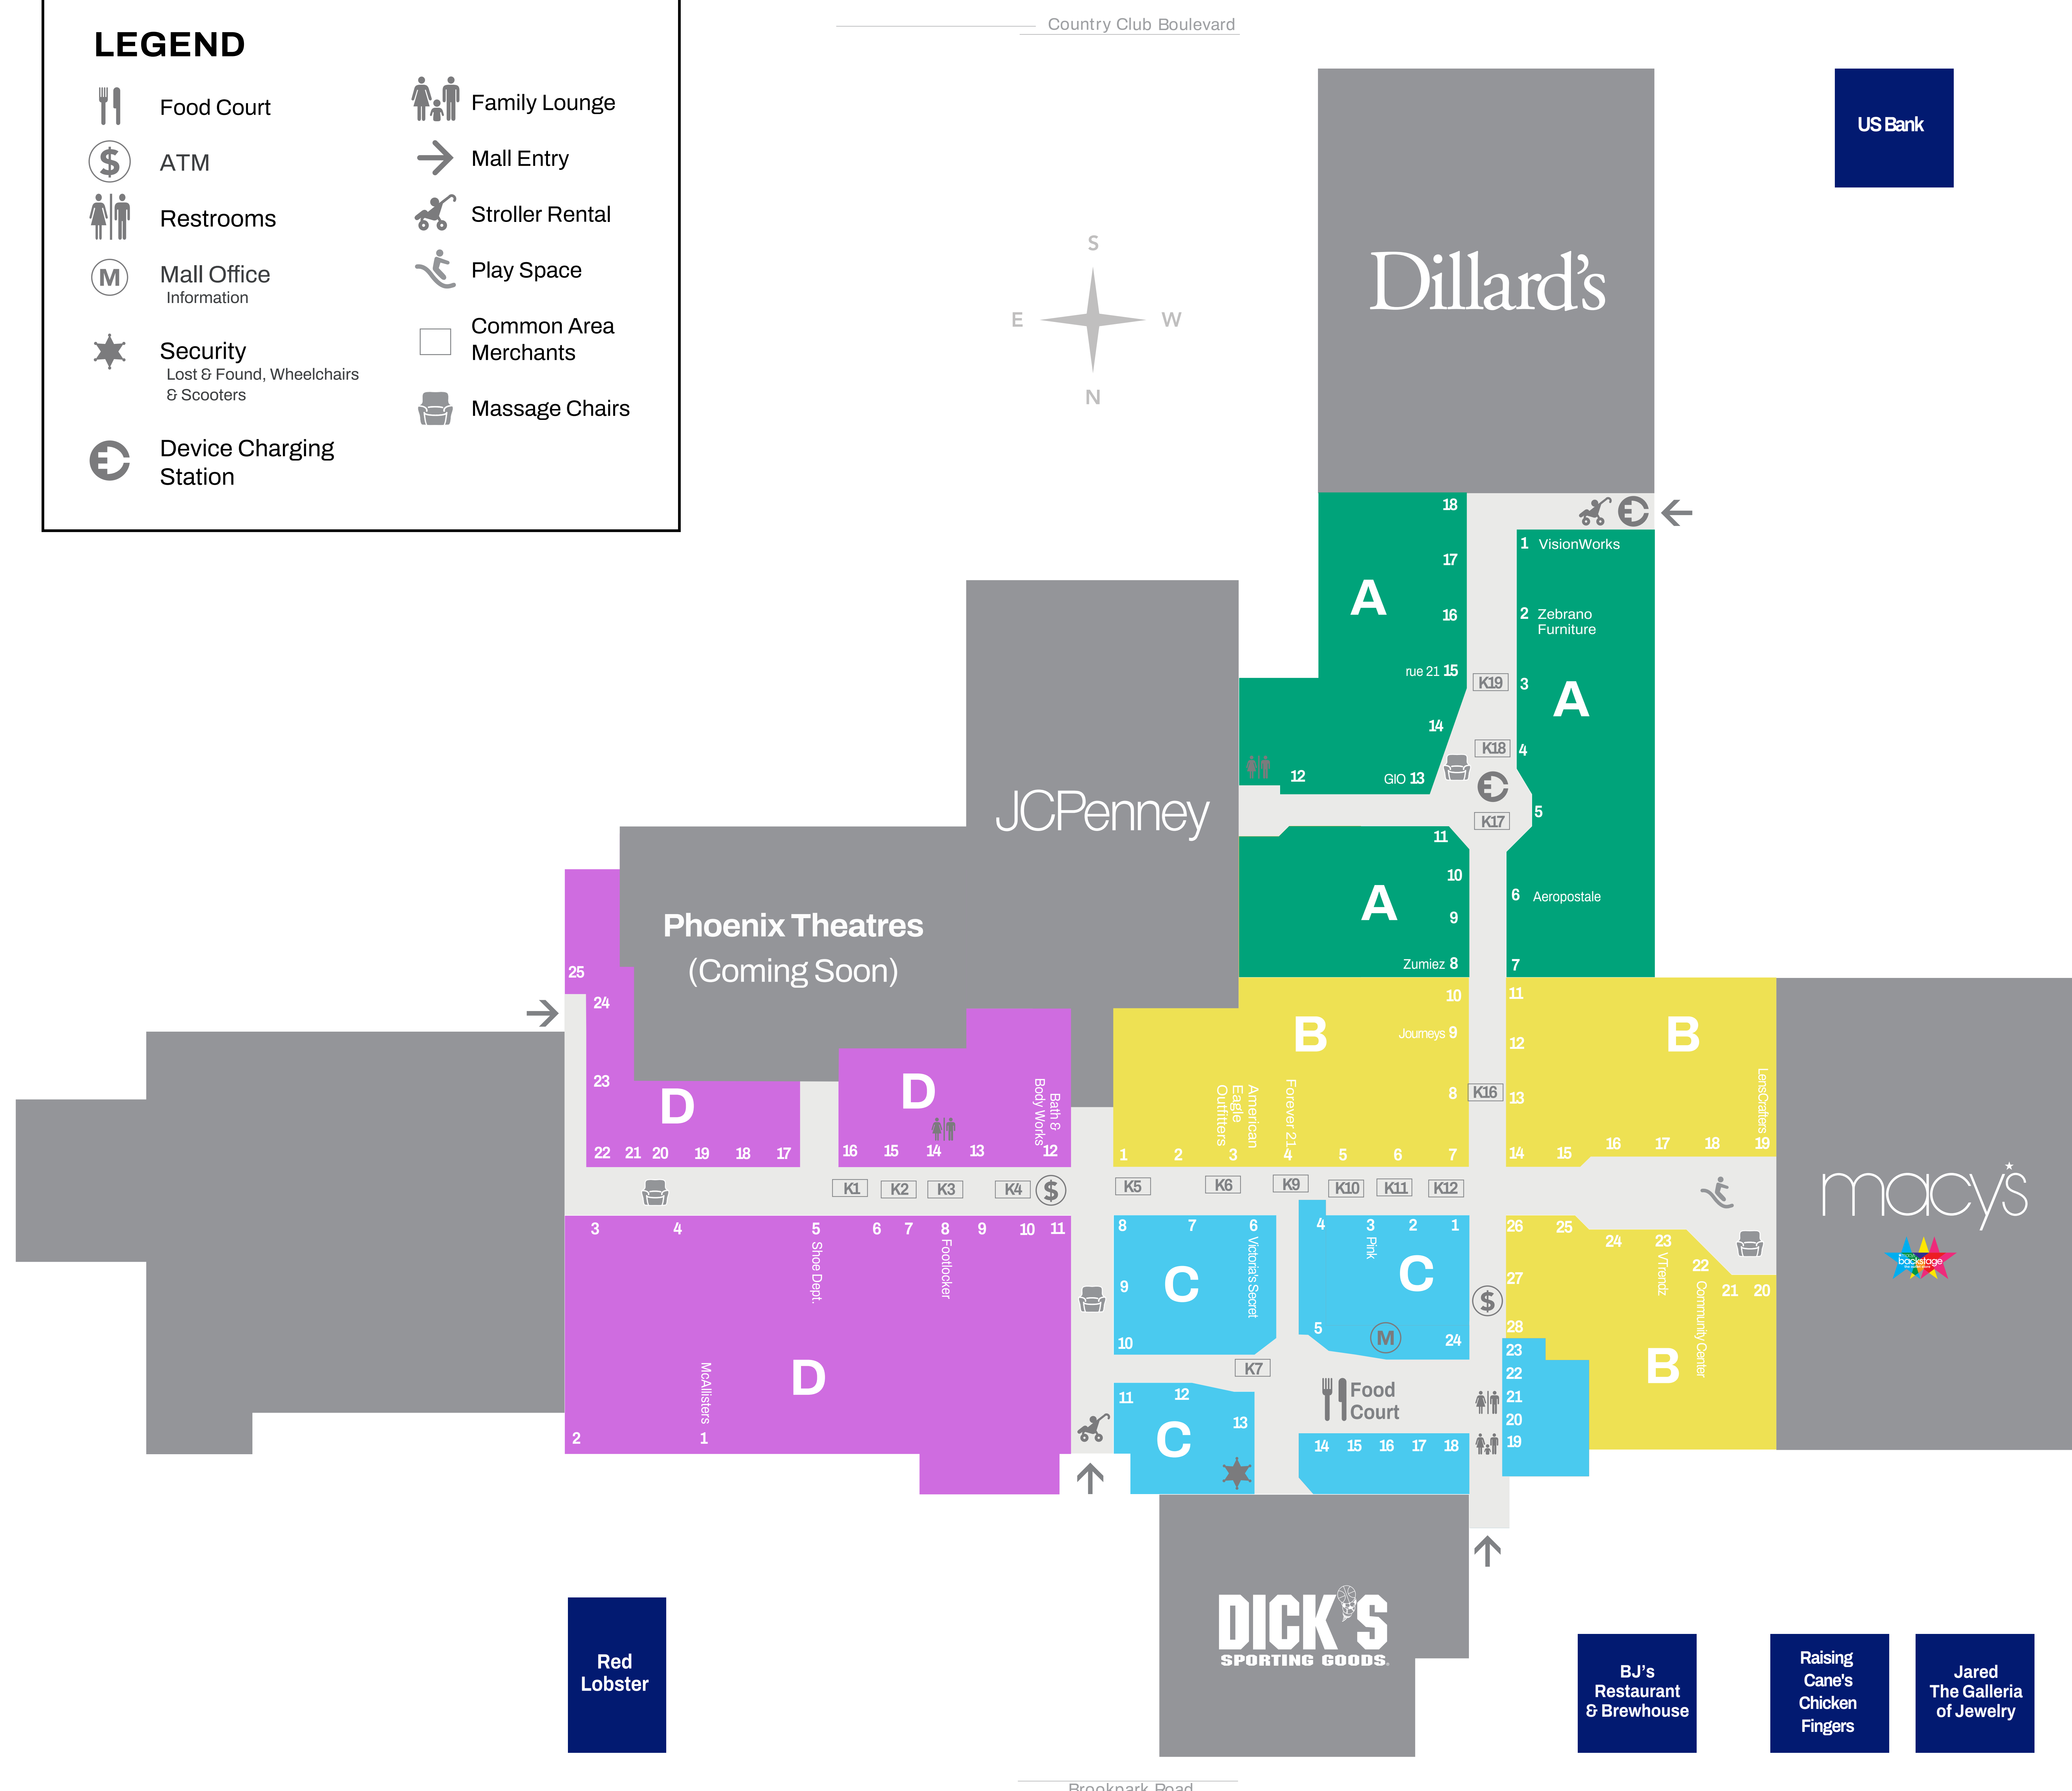 Country Club Boulevard
LEGEND
Food Court
ATM
Restrooms
M
Mall Office
Information
Security
Lost & Found, Wheelchairs
& Scooters
Device Charging
Station
Family Lounge
Mall Entry
Stroller Rental
Play Space
Common Area
Merchants
Massage Chairs
S
E
W
N
US Bank
Dillard's
18
17
A
16
rue 21 15
14
GIO 13
12
1 VisionWorks
2 Zebrano
Furniture
K19
3
A
K18
4
K17
5
11
10
A
9
Zumiez 8
6 Aeropostale
7
JCPenney
Phoenix Theatres
(Coming Soon)
25
24
23
D
22 21 20 19 18 17
D
16 15 14 13
Bath &
Body Works
12
B
10
Journeys 9
8
American
Eagle
Outfitters
Forever 21
1 2 3 4 5 6 7
K16
11
12
13
B
LensCrafters
14 15 16 17 18 19
macy's
backstage
K1 K2 K3 K4 $
K5 K6 K9 K10 K11 K12
3 4 5 6 7 8 9 10 11
Shoe Dept.
Footlocker
McAllisters
D
2 1
8 7 6
Victoria's Secret
9
C
10
K7
4 3 2 1
Pink
C
5
M
24
$
26 25 24 23
VTrendz
22
Community Center
21 20
27
28
B
23
22
21
20
19
Food
Court
11 12
13
C
14 15 16 17 18
DICK'S
SPORTING GOODS
Red
Lobster
BJ's
Restaurant
& Brewhouse
Raising
Cane's
Chicken
Fingers
Jared
The Galleria
of Jewelry
Brookpark Road